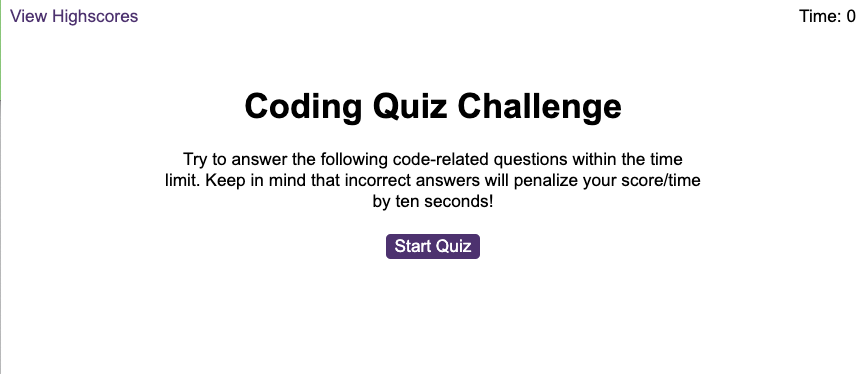 View Highscores
Time: 0
Coding Quiz Challenge
Try to answer the following code-related questions within the time
limit. Keep in mind that incorrect answers will penalize your score/time
by ten seconds!
Start Quiz